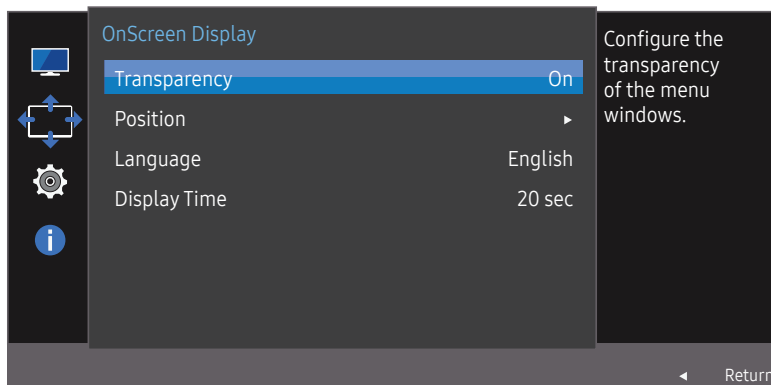 OnScreen Display
Transparency On
Position ▸
Language English
Display Time 20 sec
Configure the
transparency
of the menu
windows.
i
◂ Return